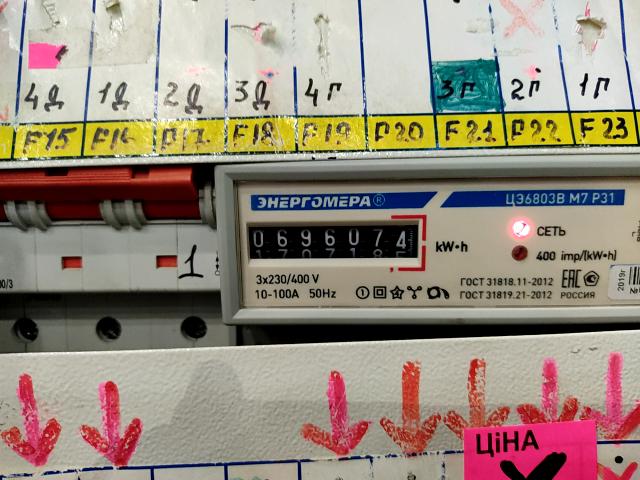 4Д 1Д 2Д 3Д 4Г 3Г 2Г 1Г
F15 F16 F17 F18 F19 F20 F21 F22 F23
ЭНЕРГОМЕРА® ЦЭ6803В М7 Р31
0696074 kW•h
СЕТЬ
400 imp/(kW•h)
1
3x230/400 V
10-100A 50Hz
ГОСТ 31818.11-2012 ЕАС
ГОСТ 31819.21-2012 РОССИЯ
2019г
ЦІНА